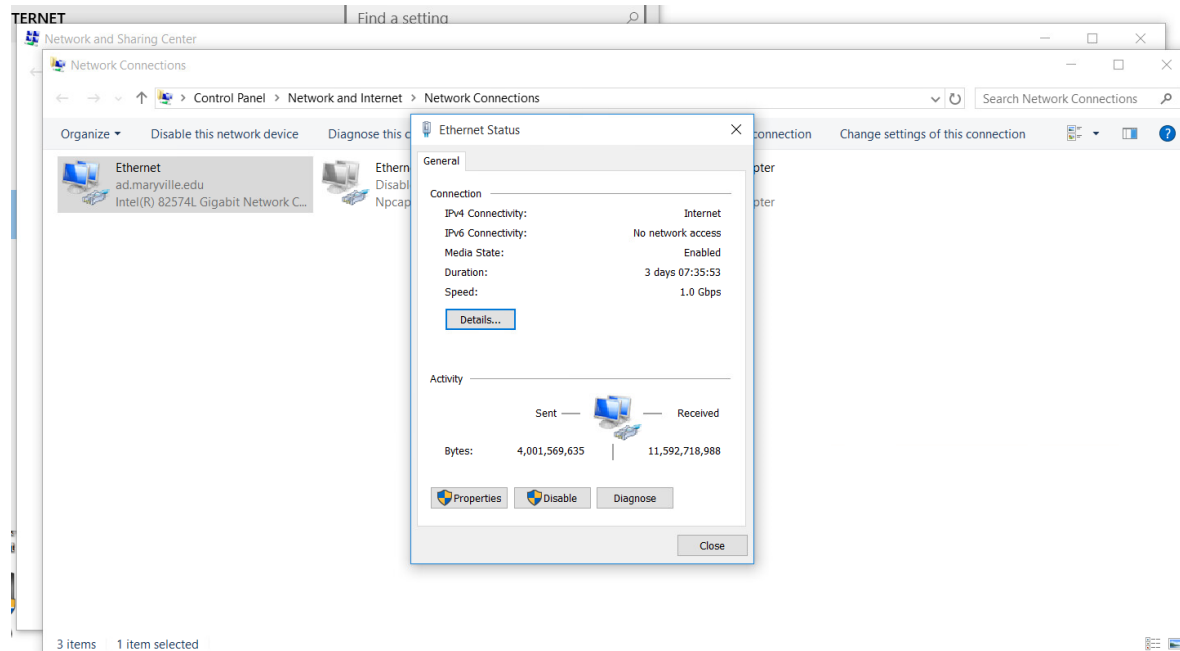 TERNET
Find a setting
Network and Sharing Center
Network Connections
Control Panel > Network and Internet > Network Connections
Search Network Connections
Organize
Disable this network device
Diagnose this c
connection
Change settings of this connection
Ethernet
ad.maryville.edu
Intel(R) 82574L Gigabit Network C...
Ethern
Disabl
Npcap
pter
pter
Ethernet Status
General
Connection
IPv4 Connectivity: Internet
IPv6 Connectivity: No network access
Media State: Enabled
Duration: 3 days 07:35:53
Speed: 1.0 Gbps
Details...
Activity
Sent — — Received
Bytes: 4,001,569,635 | 11,592,718,988
Properties Disable Diagnose
Close
3 items 1 item selected